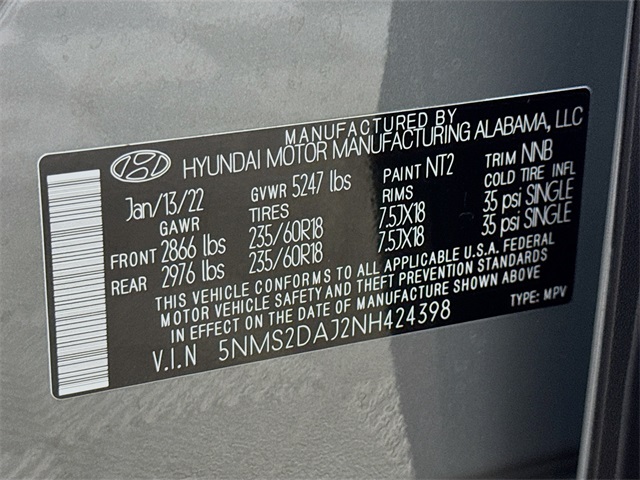 MANUFACTURED BY
HYUNDAI MOTOR MANUFACTURING ALABAMA, LLC
Jan/13/22 GVWR 5247 lbs PAINT NT2 TRIM NNB
GAWR TIRES RIMS COLD TIRE INFL
FRONT 2866 lbs 235/60R18 7.5JX18 35 psi SINGLE
REAR 2976 lbs 235/60R18 7.5JX18 35 psi SINGLE
THIS VEHICLE CONFORMS TO ALL APPLICABLE U.S.A. FEDERAL
MOTOR VEHICLE SAFETY AND THEFT PREVENTION STANDARDS
IN EFFECT ON THE DATE OF MANUFACTURE SHOWN ABOVE
V.I.N 5NMS2DAJ2NH424398 TYPE: MPV